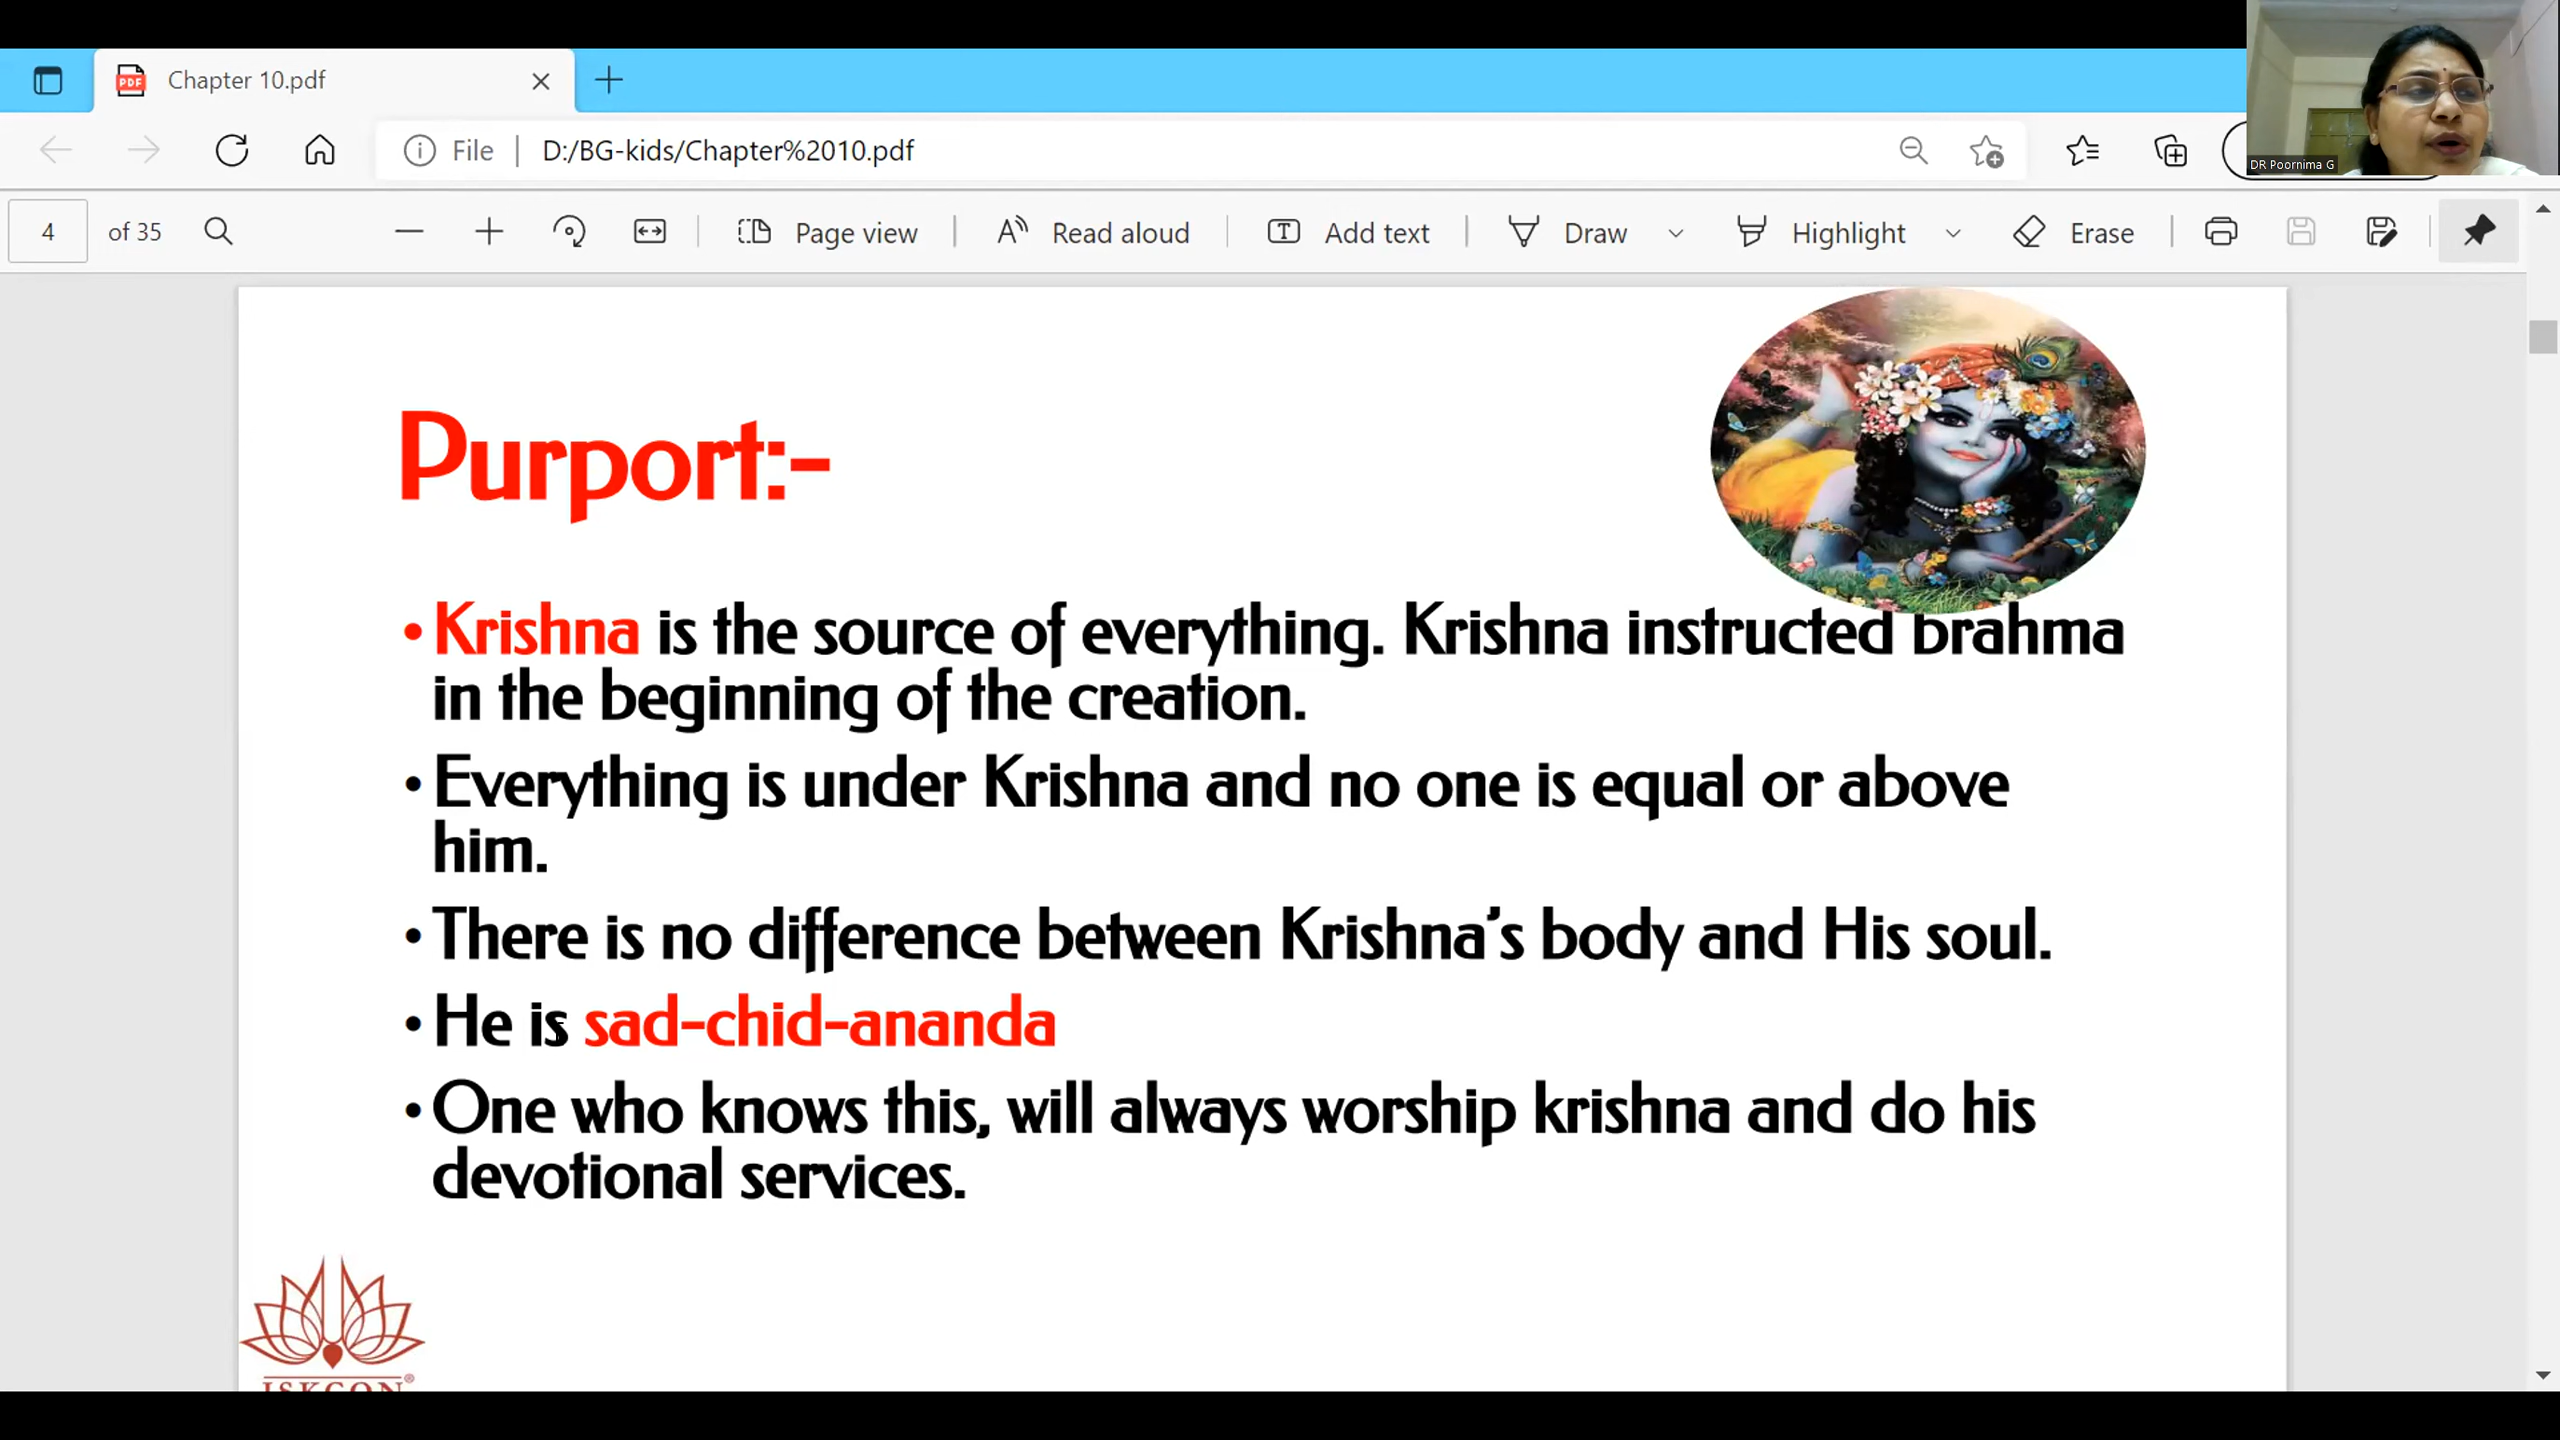 Chapter 10.pdf
File D:/BG-kids/Chapter%2010.pdf
DR Poornima G
4 of 35 Page view Read aloud Add text Draw Highlight Erase
Purport:-
• Krishna is the source of everything. Krishna instructed Brahma
in the beginning of the creation.
• Everything is under Krishna and no one is equal or above
him.
• There is no difference between Krishna's body and His soul.
• He is sad-chid-ananda
• One who knows this, will always worship krishna and do his
devotional services.
ISKCON®